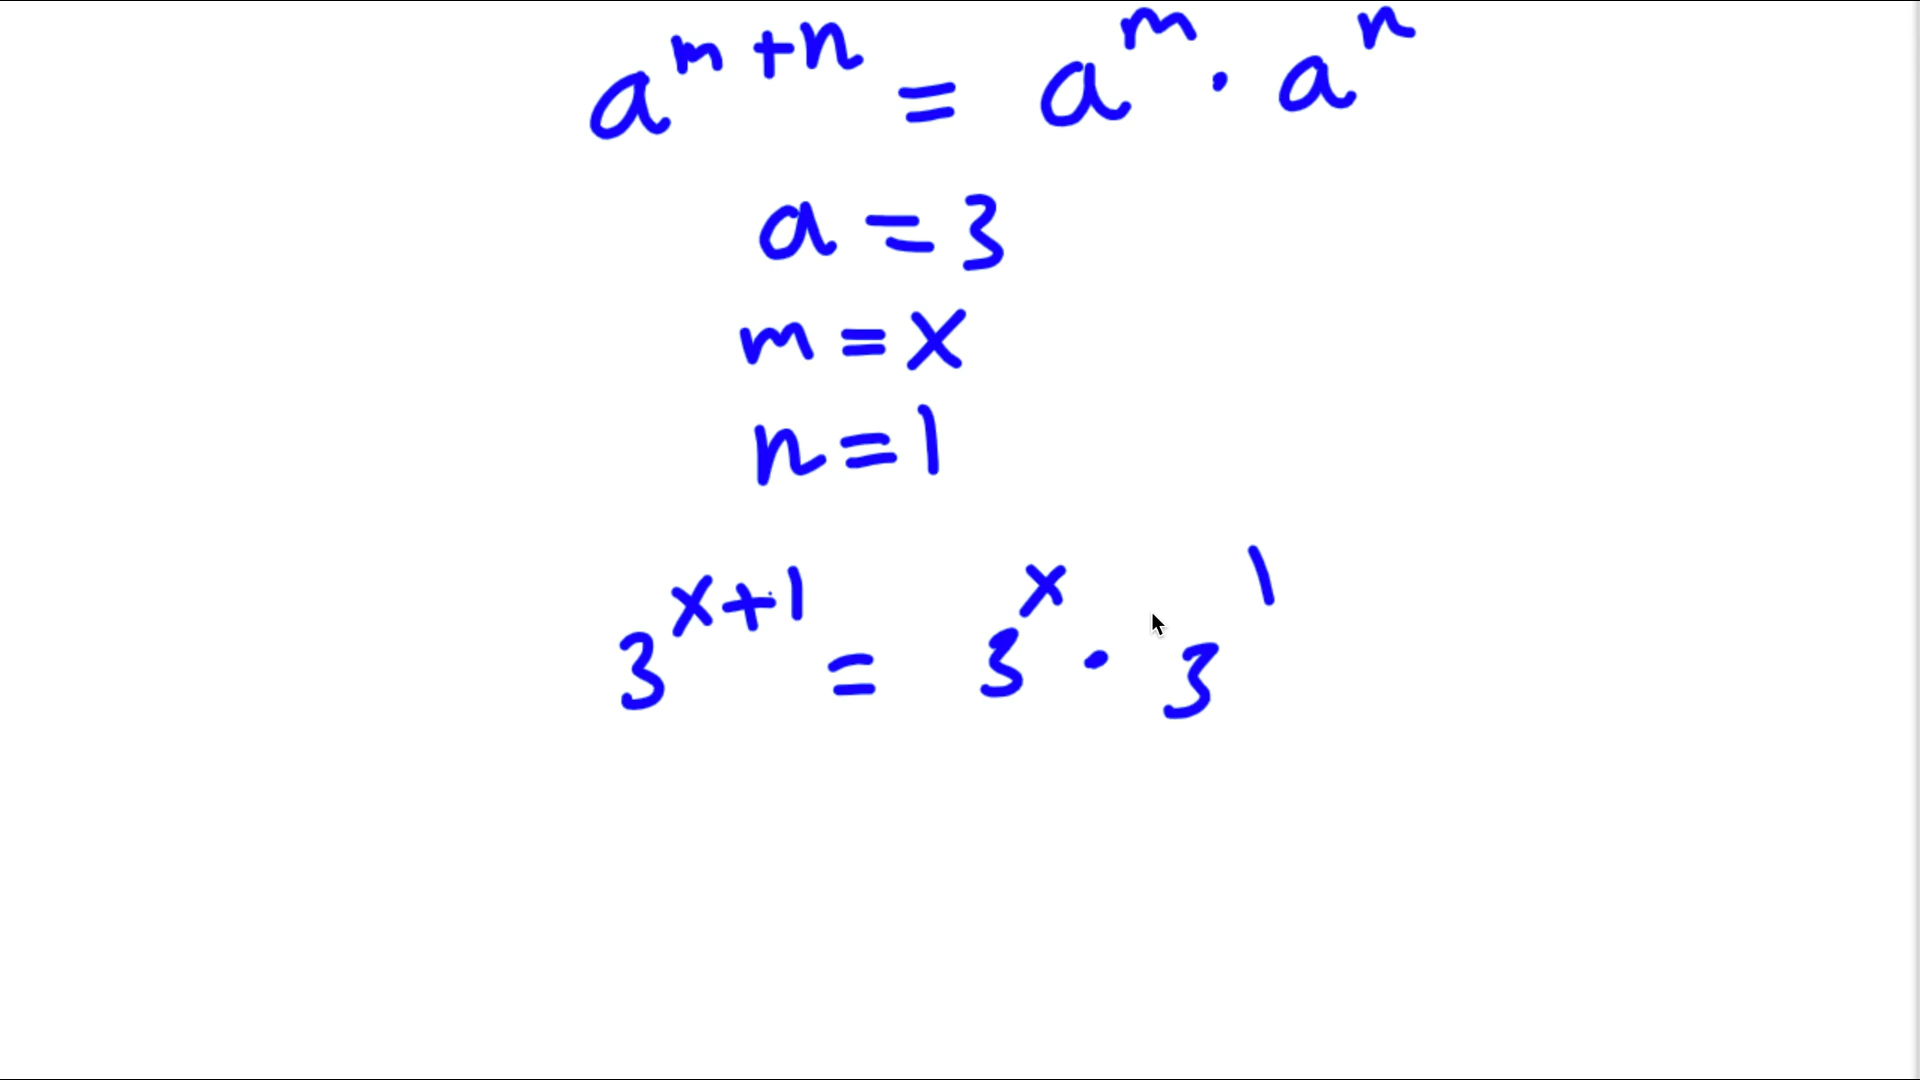 a^{m+n} = a^m · a^n
a = 3
m = x
n = 1
3^{x+1} = 3^x · 3^1